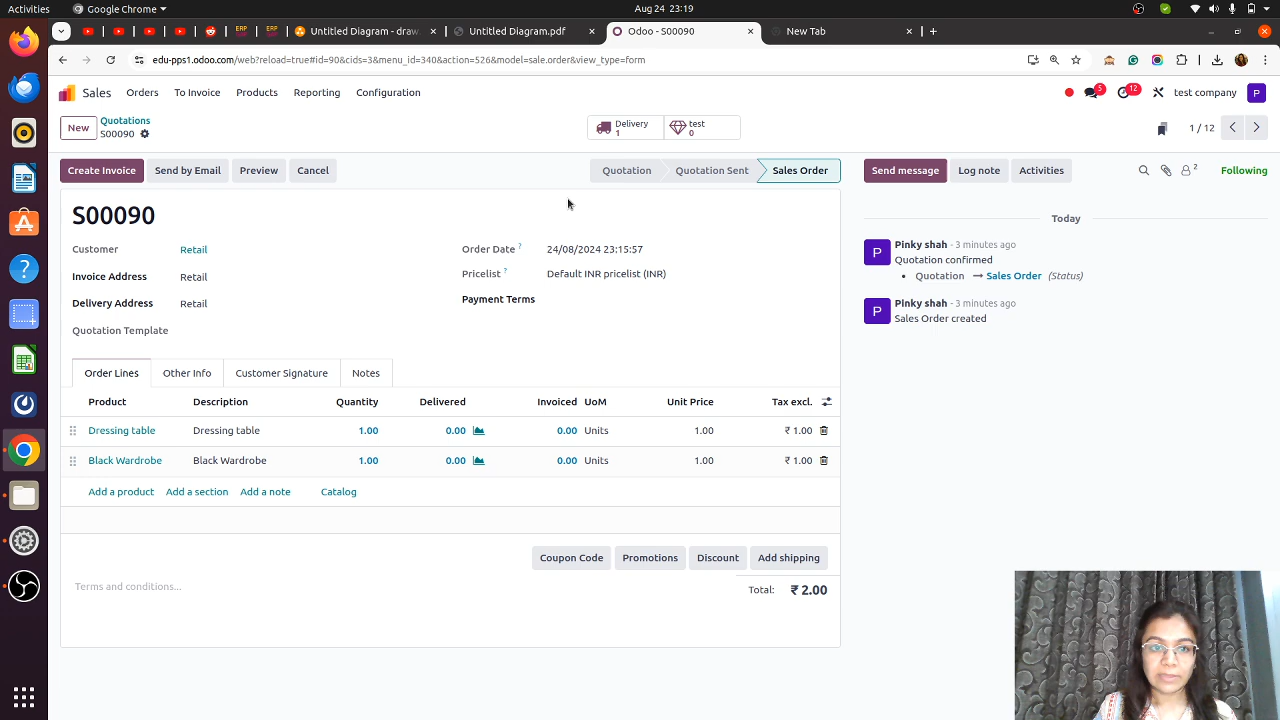 Activities
Google Chrome
Aug 24 23:19
ERP
ERP
Untitled Diagram - draw.
Untitled Diagram.pdf
Odoo - S00090
New Tab
edu-pps1.odoo.com/web?reload=true#id=90&cids=3&menu_id=340&action=526&model=sale.order&view_type=form
Sales
Orders
To Invoice
Products
Reporting
Configuration
5
12
test company
P
New
Quotations
S00090
Delivery
1
test
0
1 / 12
Create Invoice
Send by Email
Preview
Cancel
Quotation
Quotation Sent
Sales Order
Send message
Log note
Activities
2
Following
S00090
Customer
Retail
Invoice Address
Retail
Delivery Address
Retail
Quotation Template
Order Date ?
24/08/2024 23:15:57
Pricelist ?
Default INR pricelist (INR)
Payment Terms
Order Lines
Other Info
Customer Signature
Notes
Product Description Quantity Delivered Invoiced UoM Unit Price Tax excl.
Dressing table Dressing table 1.00 0.00 0.00 Units 1.00 ₹ 1.00
Black Wardrobe Black Wardrobe 1.00 0.00 0.00 Units 1.00 ₹ 1.00
Add a product
Add a section
Add a note
Catalog
Coupon Code
Promotions
Discount
Add shipping
Terms and conditions...
Total: ₹ 2.00
Today
P
Pinky shah - 3 minutes ago
Quotation confirmed
• Quotation → Sales Order (Status)
P
Pinky shah - 3 minutes ago
Sales Order created